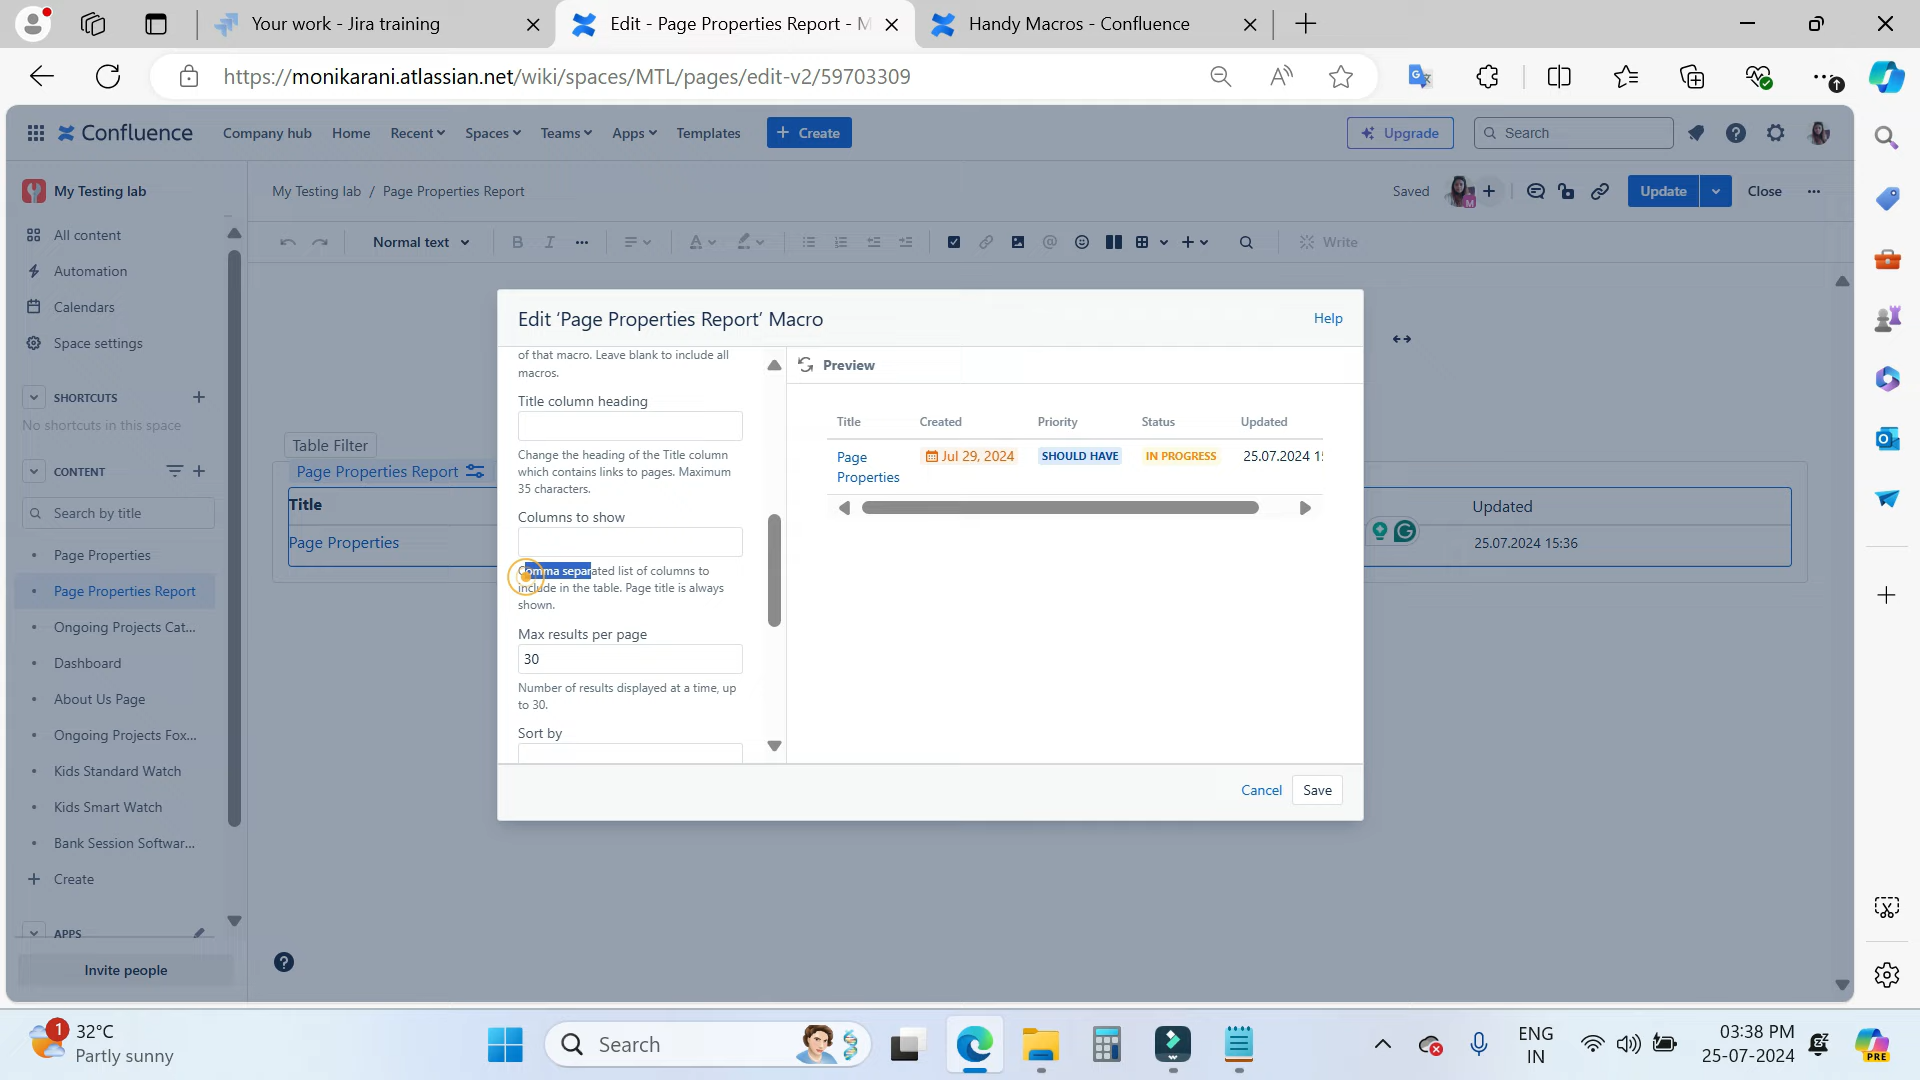 Your work - Jira training
Edit - Page Properties Report - M
Handy Macros - Confluence
https://monikarani.atlassian.net/wiki/spaces/MTL/pages/edit-v2/59703309
Confluence
Company hub
Home
Recent
Spaces
Teams
Apps
Templates
+ Create
Upgrade
Search
My Testing lab
My Testing lab / Page Properties Report
Saved
M
Update
Close
All content
Automation
Calendars
Space settings
Normal text
B
I
A
Write
SHORTCUTS
No shortcuts in this space
CONTENT
Search by title
Page Properties
Page Properties Report
Ongoing Projects Cat...
Dashboard
About Us Page
Ongoing Projects Fox...
Kids Standard Watch
Kids Smart Watch
Bank Session Softwar...
Create
APPS
Invite people
Table Filter
Page Properties Report
Title
Page Properties
Updated
25.07.2024 15:36
Edit ‘Page Properties Report’ Macro
Help
of that macro. Leave blank to include all
macros.
Title column heading
Change the heading of the Title column
which contains links to pages. Maximum
35 characters.
Columns to show
Comma separated list of columns to
include in the table. Page title is always
shown.
Max results per page
30
Number of results displayed at a time, up
to 30.
Sort by
Preview
Title Created Priority Status Updated
Page Properties
Jul 29, 2024
SHOULD HAVE
IN PROGRESS
25.07.2024
Cancel
Save
1
32°C
Partly sunny
Search
ENG
IN
03:38 PM
25-07-2024
PRE